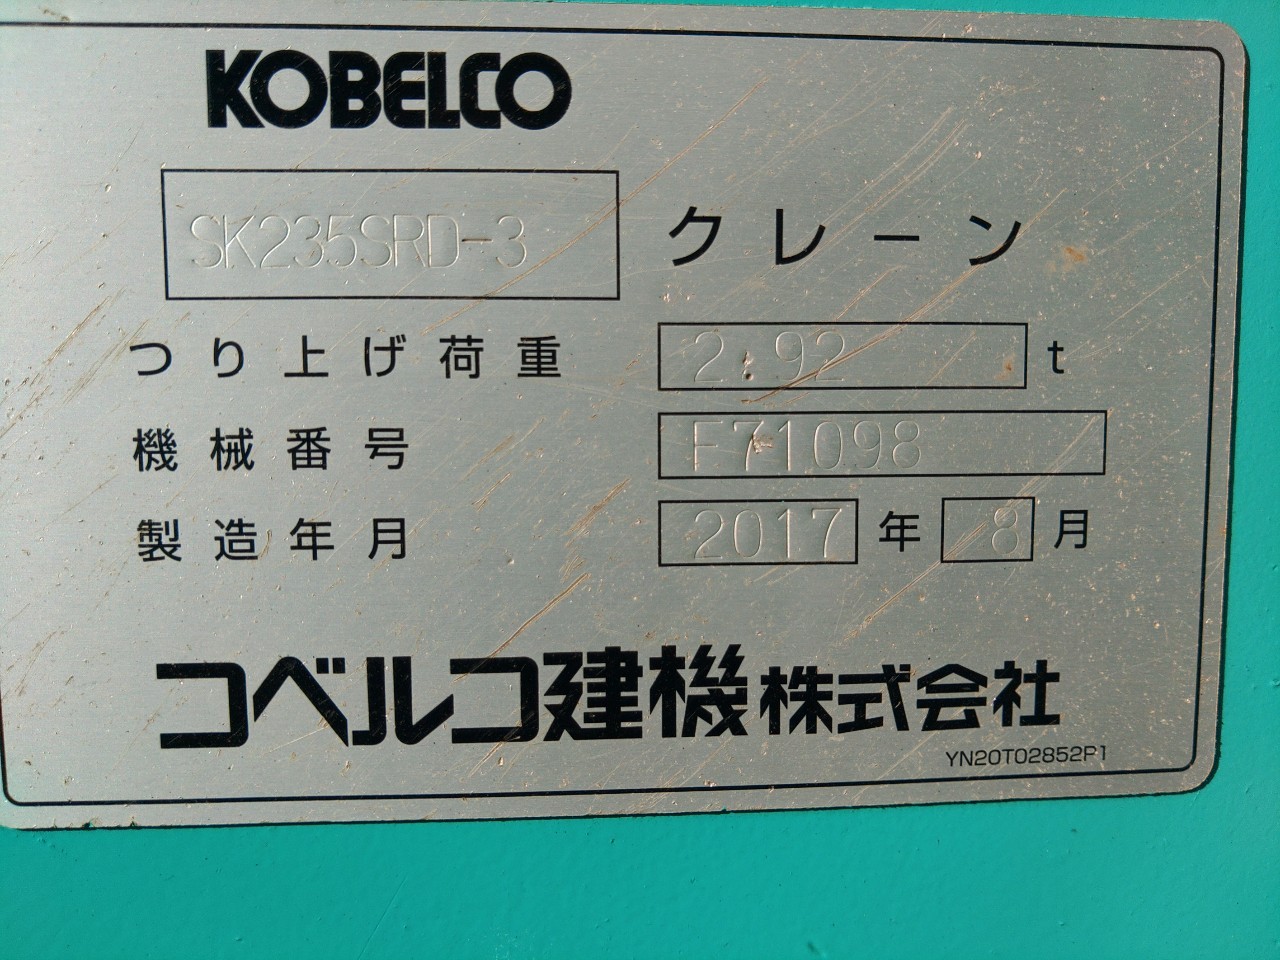 KOBELCO
SK235SRD-3 クレーン
つり上げ荷重 2.92 t
機械番号 F71098
製造年月 2017 年 8 月
コベルコ建機株式会社
YN20T02852P1